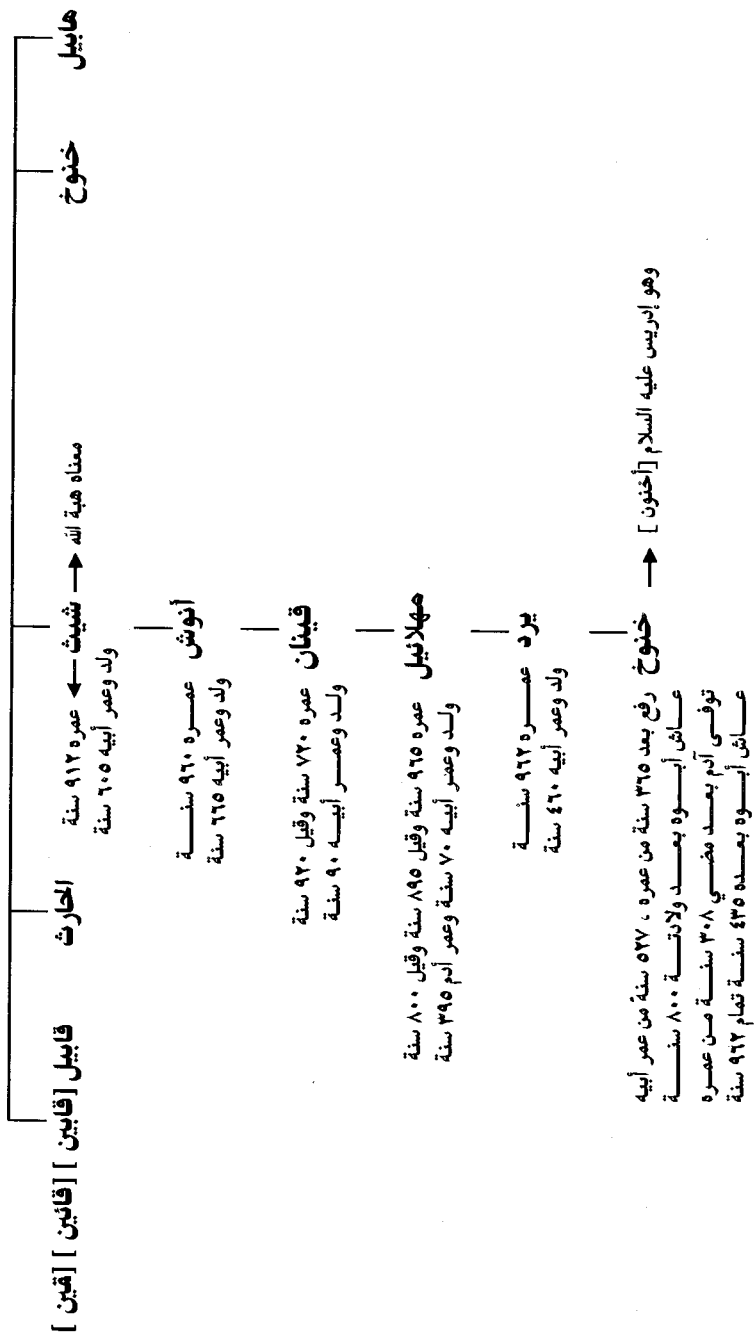 هابيل
خنوخ
شيث ← معناه هبة الله
عمره ٩١٢ سنة
ولد وعمر أبيه ٦٠٥ سنة
الحارث
قابيل [ قابين ] [ قائين ] [ قين ]
أنوش عمره ٩٦٠ سنة
ولد وعمر أبيه ٦٦٥ سنة
قينان عمره ٧٢٠ سنة وقيل ٩٢٠ سنة
ولد وعمر أبيه ٩٠ سنة
مهلائيل عمره ٩٦٥ سنة وقيل ٨٩٥ سنة وقيل ٨٠٠ سنة
ولد وعمر أبيه ٧٠ سنة وعمر آدم ٣٩٥ سنة
يرد عمره ٩٦٢ سنة
ولد وعمر أبيه ٤٦٠ سنة
خنوخ ← وهو إدريس عليه السلام [ أخنون ]
رفع بعد ٣٦٥ سنة من عمره ، ٥٢٧ سنة من عمر أبيه
عاش أبوه بعد ولادته ٨٠٠ سنة
توفى آدم بعد مضي ٣٠٨ سنة من عمره
عاش أبوه بعده ٤٣٥ سنة تمام ٩٦٢ سنة